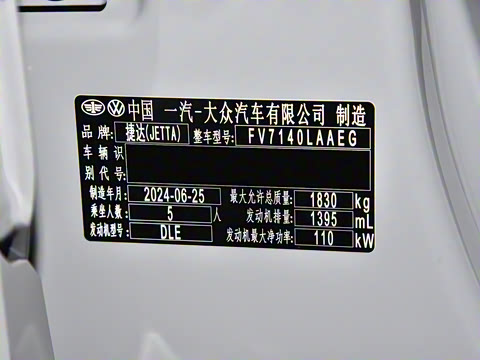 中国 一汽-大众汽车有限公司 制造
品牌: 捷达(JETTA) 整车型号: FV7140LAAEG
车辆识
别代号:
制造年月: 2024-06-25 最大允许总质量: 1830 kg
乘坐人数: 5 人 发动机排量: 1395 mL
发动机型号: DLE 发动机最大净功率: 110 kW